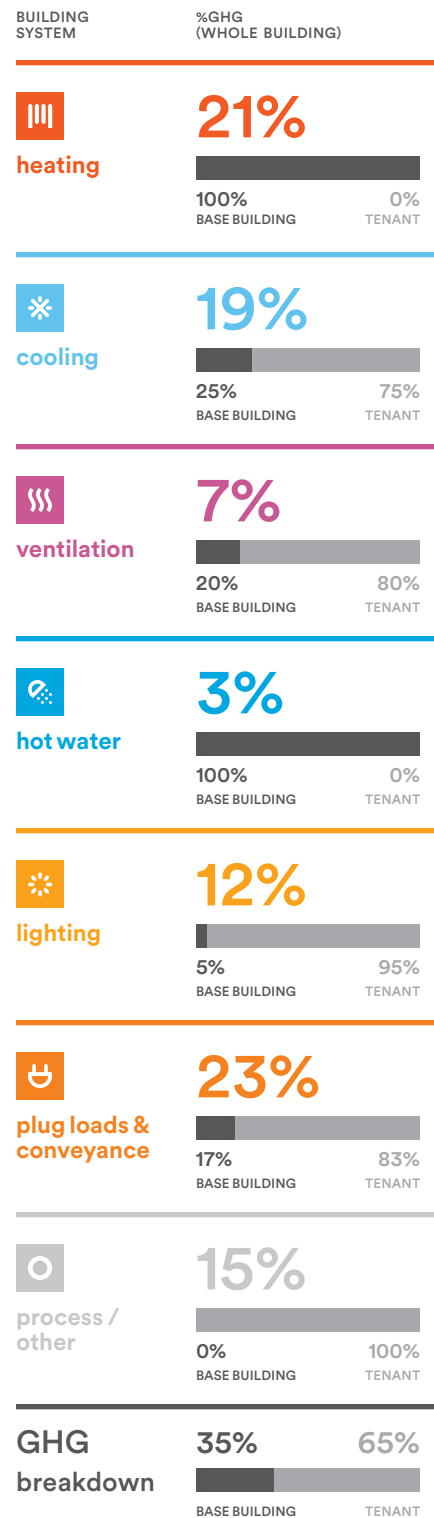 BUILDING SYSTEM
%GHG (WHOLE BUILDING)
heating
21%
100% 0%
BASE BUILDING TENANT
cooling
19%
25% 75%
BASE BUILDING TENANT
ventilation
7%
20% 80%
BASE BUILDING TENANT
hot water
3%
100% 0%
BASE BUILDING TENANT
lighting
12%
5% 95%
BASE BUILDING TENANT
plug loads &
conveyance
23%
17% 83%
BASE BUILDING TENANT
process /
other
15%
0% 100%
BASE BUILDING TENANT
GHG
breakdown
35% 65%
BASE BUILDING TENANT